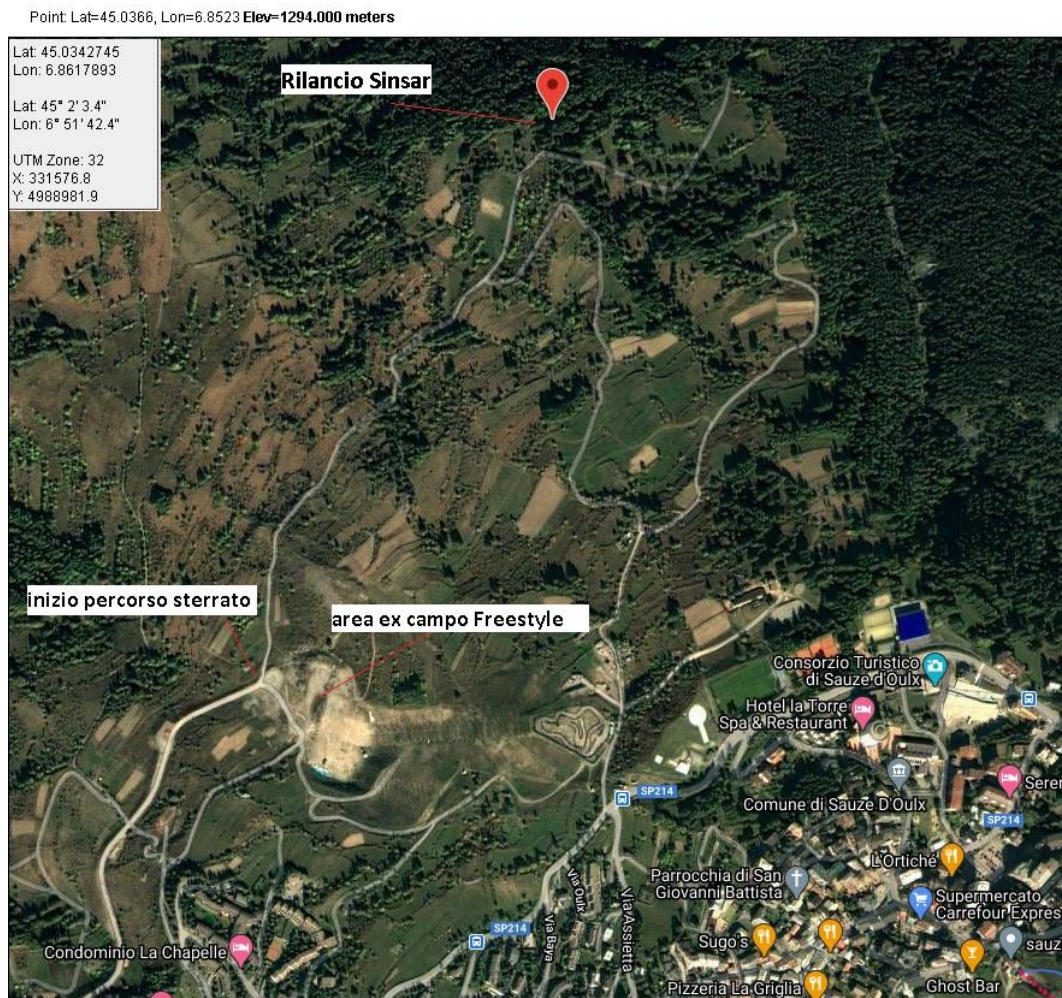 Point: Lat=45.0366, Lon=6.8523 Elev=1294.000 meters
Lat: 45.0342745
Lon: 6.8617893
Lat: 45° 2' 3.4"
Lon: 6° 51' 42.4"
UTM Zone: 32
X: 331576.8
Y: 4988981.9
Rilancio Sinsar
inizio percorso sterrato
area ex campo Freestyle
Consorzio Turistico
di Sauze d'Oulx
Hotel la Torre
Spa & Restaurant
Seren
Comune di Sauze D'Oulx
SP214
SP214
L'Ortiché
Parrocchia di San
Giovanni Battista
Supermercato
Carrefour Expres
Via Oulx
Via Baya
Via Assietta
SP214
Condominio La Chapelle
Sugo's
sauz
Pizzeria La Griglia
Ghost Bar